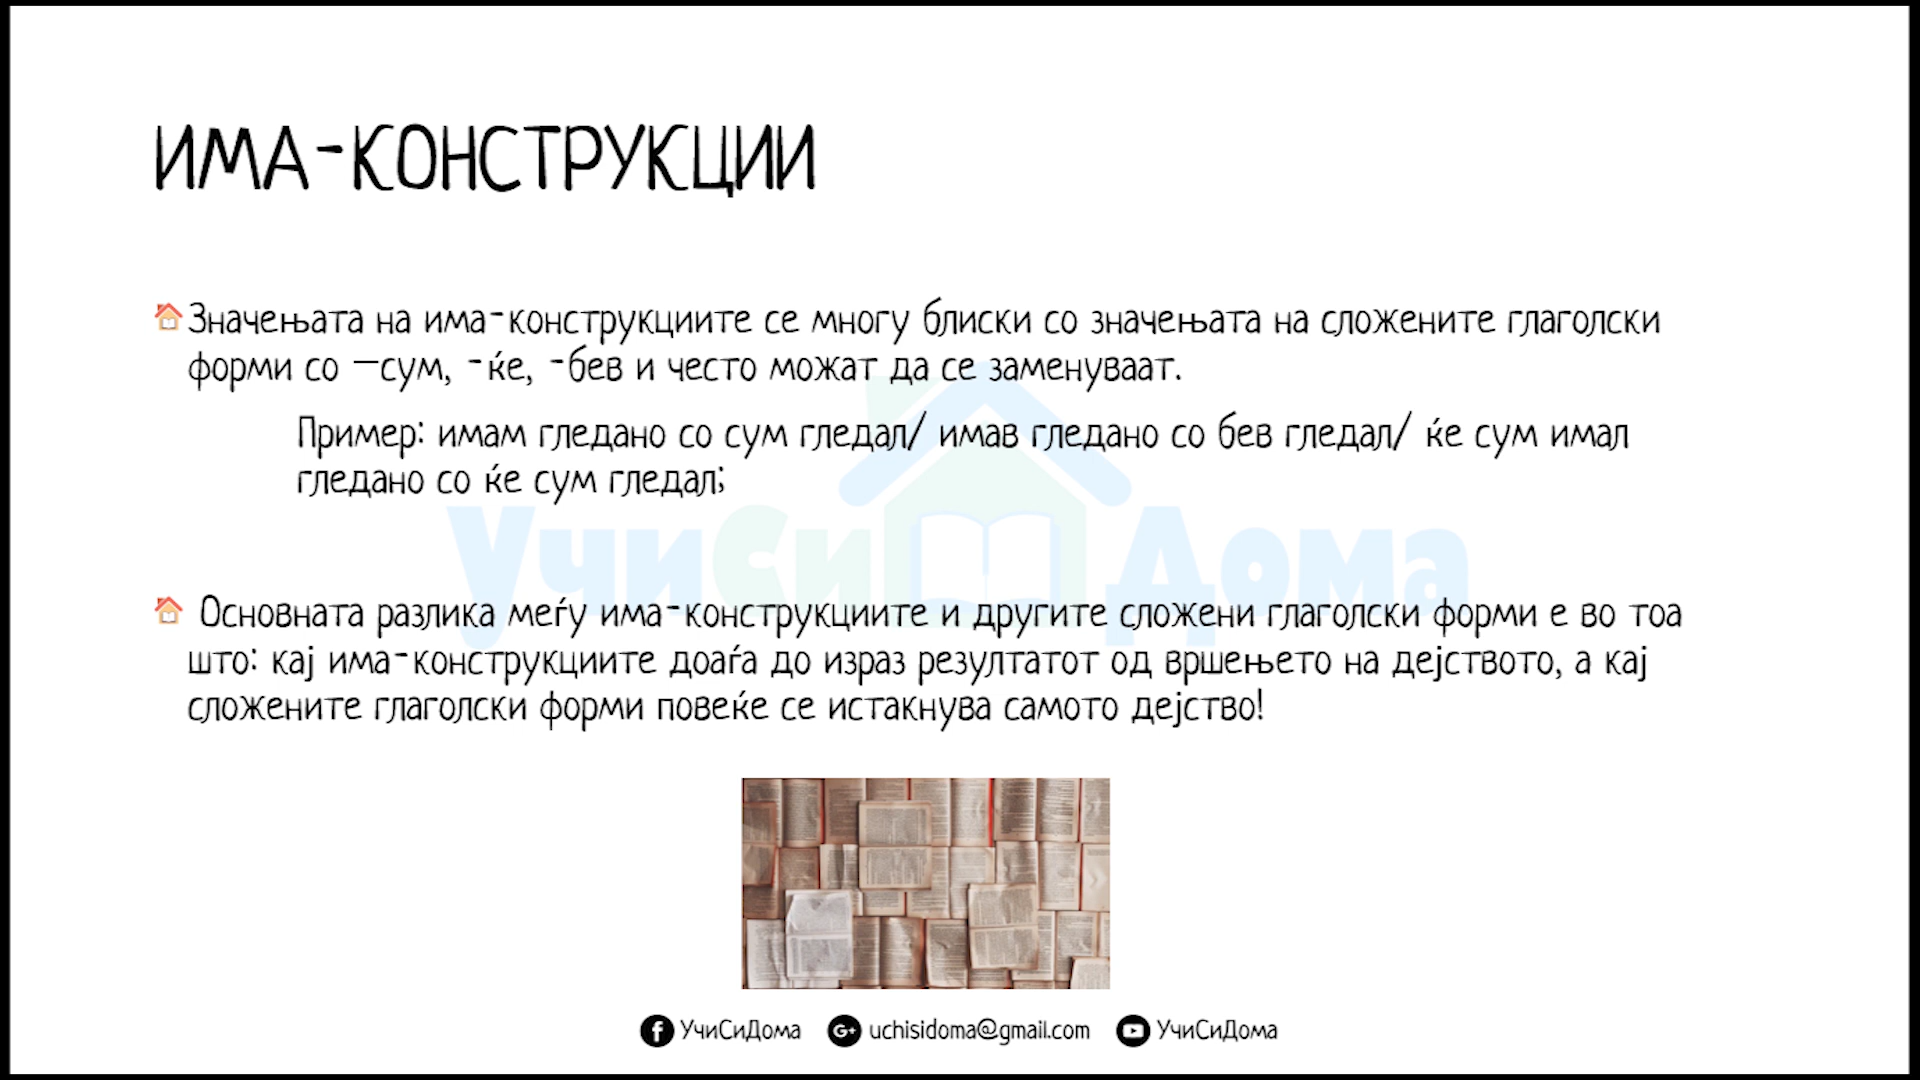 ИМА-КОНСТРУКЦИИ
Значењата на има-конструкциите се многу блиски со значењата на сложените глаголски
форми со –сум, -ќе, -бев и често можат да се заменуваат.
Пример: имам гледано со сум гледал/ имав гледано со бев гледал/ ќе сум имал
гледано со ќе сум гледал;
УчиСи Дома
Основната разлика меѓу има-конструкциите и другите сложени глаголски форми е во тоа
што: кај има-конструкциите доаѓа до израз резултатот од вршењето на дејството, а кај
сложените глаголски форми повеќе се истакнува самото дејство!
УчиСиДома G+ uchisidoma@gmail.com УчиСиДома